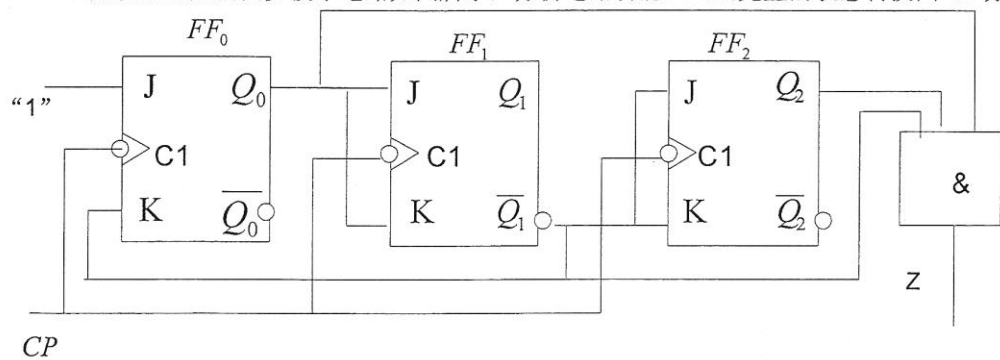 FF₀ FF₁ FF₂
J Q₀ J Q₁ J Q₂
“1”
C1 C1 C1 &
K Q̅₀ K Q̅₁ K Q̅₂
Z
CP